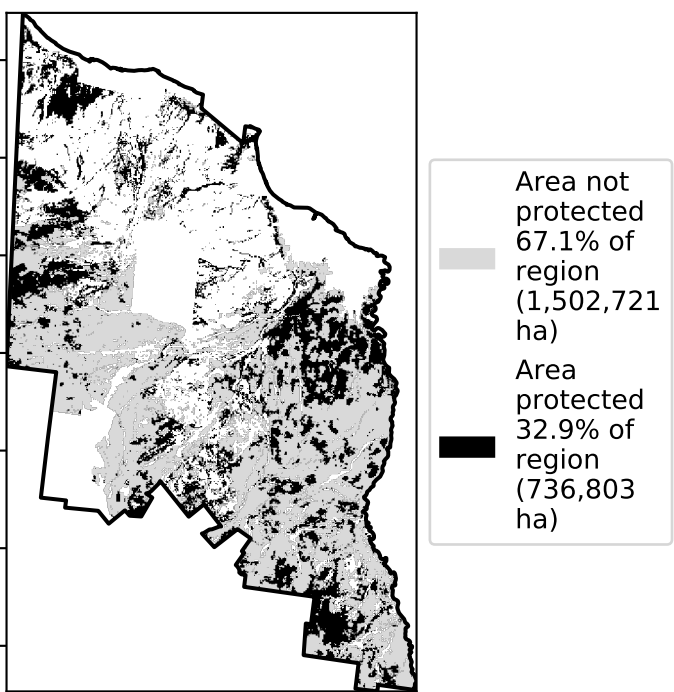 Area not
protected
67.1% of
region
(1,502,721
ha)
Area
protected
32.9% of
region
(736,803
ha)